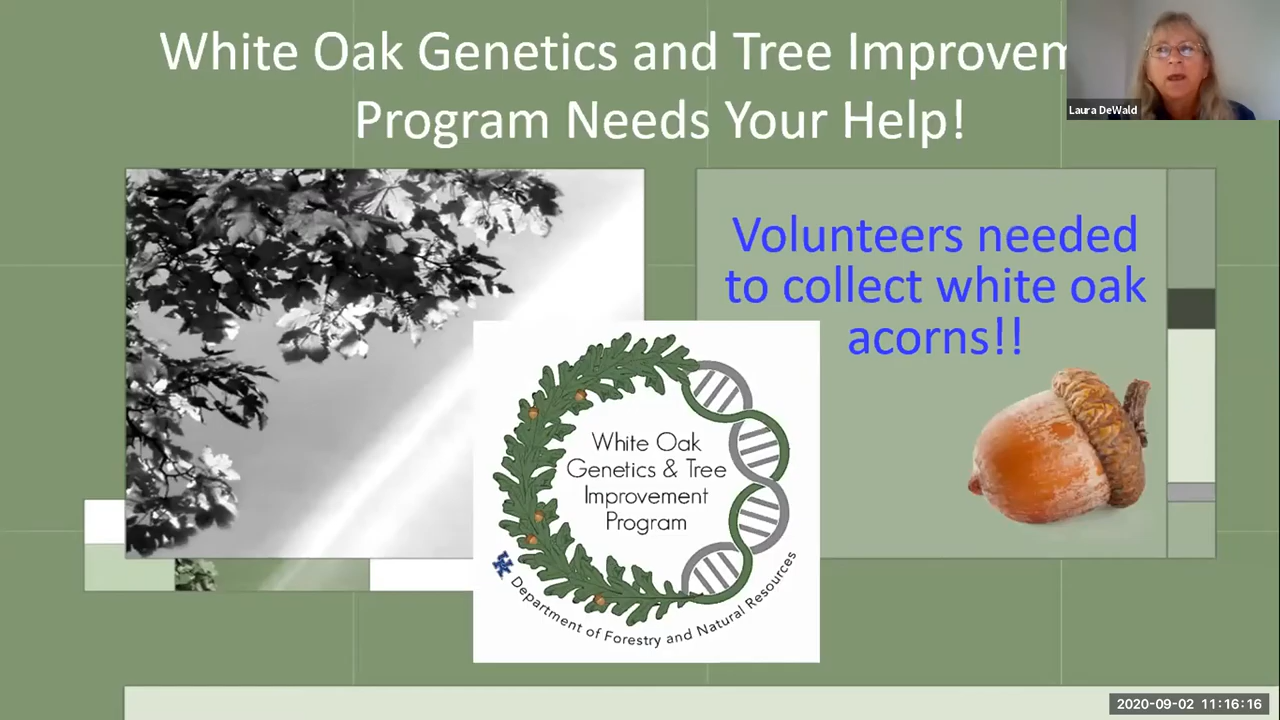 White Oak Genetics and Tree Improvem
Program Needs Your Help!
Laura DeWald
Volunteers needed
to collect white oak
acorns!!
White Oak
Genetics & Tree
Improvement
Program
Department of Forestry and Natural Resources
2020-09-02 11:16:16